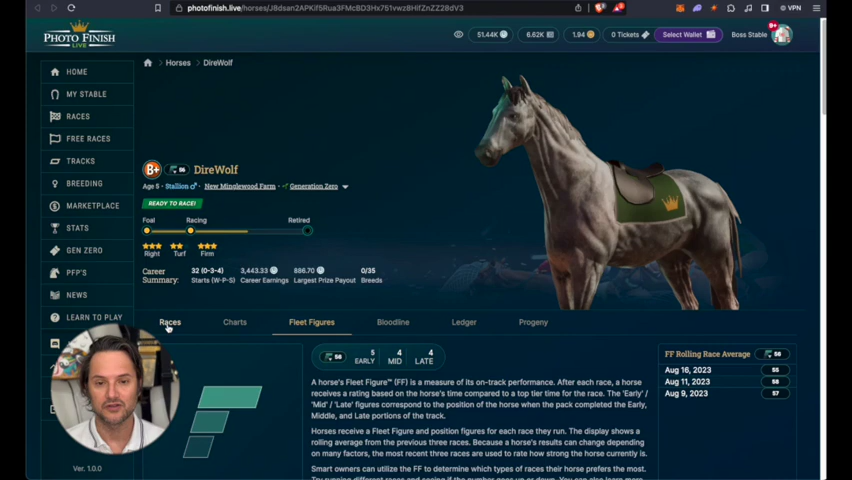 photofinish.live/horses/J8dsan2APKif5Rua3FMcBD3Hx751vwz8HifZnZZ28dV3
VPN
PHOTO FINISH
LIVE
51.44K
6.62K
1.94
0 Tickets
Select Wallet
Boss Stable
9+
HOME
MY STABLE
RACES
FREE RACES
TRACKS
BREEDING
MARKETPLACE
STATS
GEN ZERO
PFP'S
NEWS
LEARN TO PLAY
Ver. 1.0.0
Horses
DireWolf
B+
56
DireWolf
Age 5 · Stallion · New Minglewood Farm · Generation Zero
READY TO RACE!
Foal
Racing
Retired
Right
Turf
Firm
Career Summary:
32 (0-3-4)
Starts (W-P-S)
3,443.33
Career Earnings
886.70
Largest Prize Payout
0/35
Breeds
Races
Charts
Fleet Figures
Bloodline
Ledger
Progeny
56
5
EARLY
4
MID
4
LATE
A horse's Fleet Figure™ (FF) is a measure of its on-track performance. After each race, a horse
receives a rating based on the horse's time compared to a top tier time for the race. The 'Early' /
'Mid' / 'Late' figures correspond to the position of the horse when the pack completed the Early,
Middle, and Late portions of the track.
Horses receive a Fleet Figure and position figures for each race they run. The display shows a
rolling average from the previous three races. Because a horse's results can change depending
on many factors, the most recent three races are used to rate how strong the horse currently is.
Smart owners can utilize the FF to determine which types of races their horse prefers the most.
FF Rolling Race Average
56
Aug 16, 2023
55
Aug 11, 2023
58
Aug 9, 2023
57